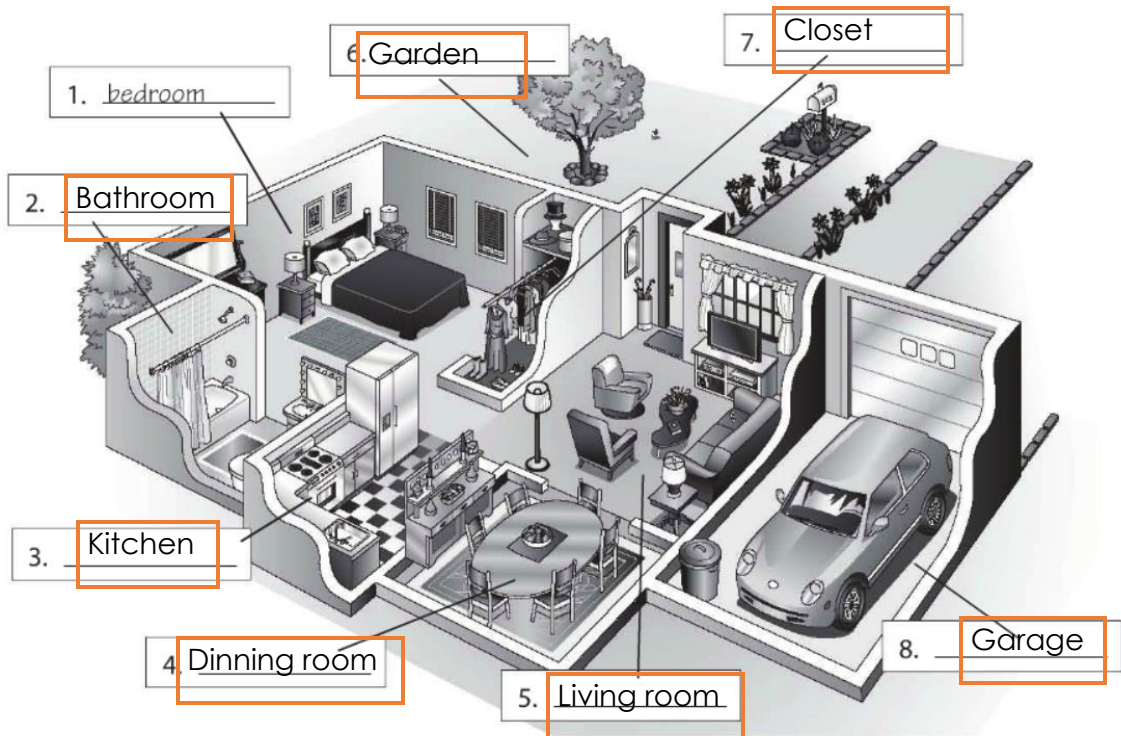 1. bedroom
2. Bathroom
3. Kitchen
4. Dinning room
5. Living room
6. Garden
7. Closet
8. Garage